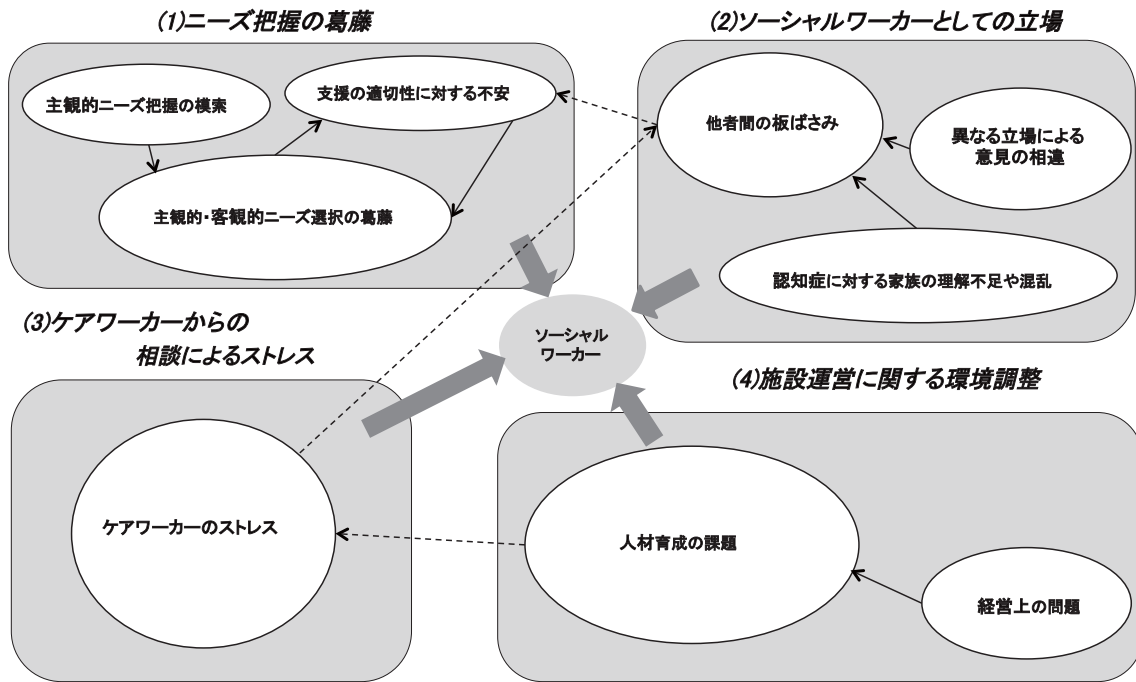 (1)ニーズ把握の葛藤
主観的ニーズ把握の模索
支援の適切性に対する不安
主観的・客観的ニーズ選択の葛藤
(2)ソーシャルワーカーとしての立場
他者間の板ばさみ
異なる立場による
意見の相違
認知症に対する家族の理解不足や混乱
ソーシャル
ワーカー
(3)ケアワーカーからの
相談によるストレス
ケアワーカーのストレス
(4)施設運営に関する環境調整
人材育成の課題
経営上の問題